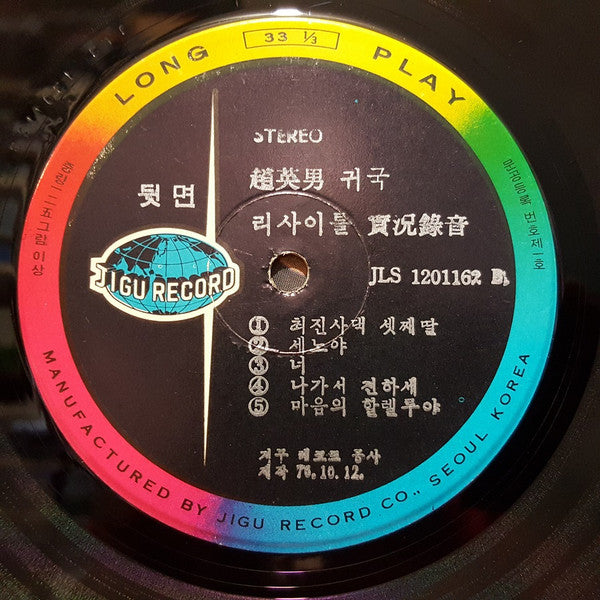 LONG PLAY
33 1/3
STEREO
뒷면
趙英男 귀국
리사이틀 實況錄音
JIGU RECORD
JLS 1201162 B
① 최진사댁 셋째딸
② 세노야
③ 너
④ 나가서 전하세
⑤ 마음의 할렐루야
지구 레코드 공사
제작 76.10.12.
MANUFACTURED BY JIGU RECORD CO., SEOUL KOREA